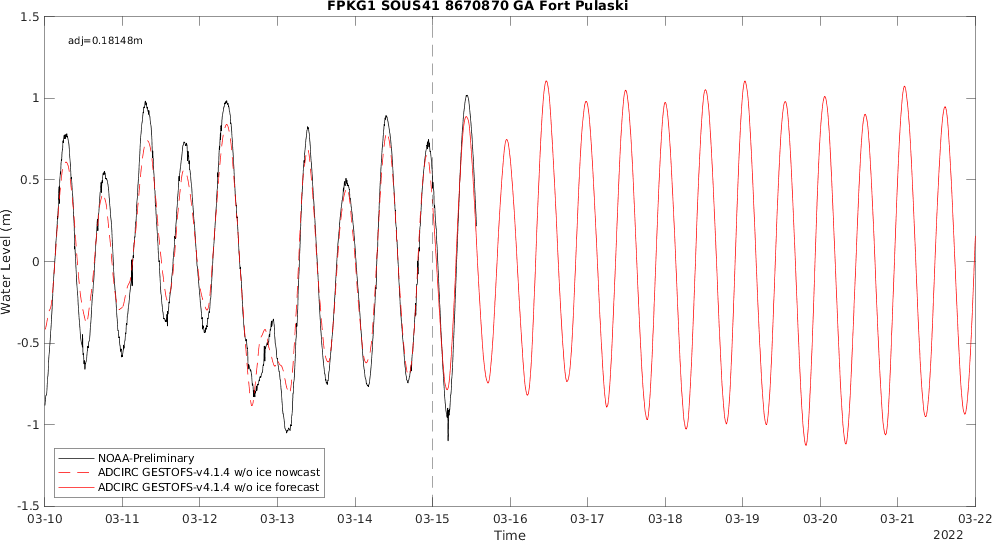 FPKG1 SOUS41 8670870 GA Fort Pulaski
adj=0.18148m
Water Level (m)
1.5
1
0.5
0
-0.5
-1
-1.5
NOAA-Preliminary
ADCIRC GESTOFS-v4.1.4 w/o ice nowcast
ADCIRC GESTOFS-v4.1.4 w/o ice forecast
03-10 03-11 03-12 03-13 03-14 03-15 03-16 03-17 03-18 03-19 03-20 03-21 03-22
Time
2022